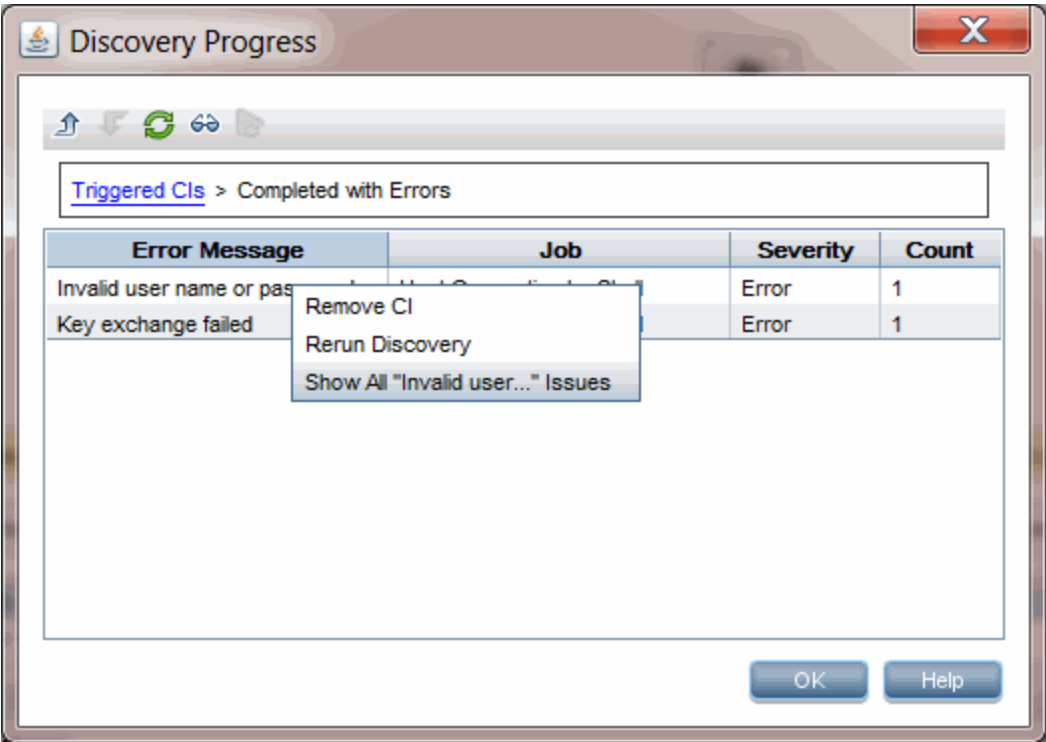 Discovery Progress
Triggered CIs > Completed with Errors
Error Message Job Severity Count
Invalid user name or Error 1
Key exchange failed Error 1
Remove CI
Rerun Discovery
Show All "Invalid user..." Issues
OK Help